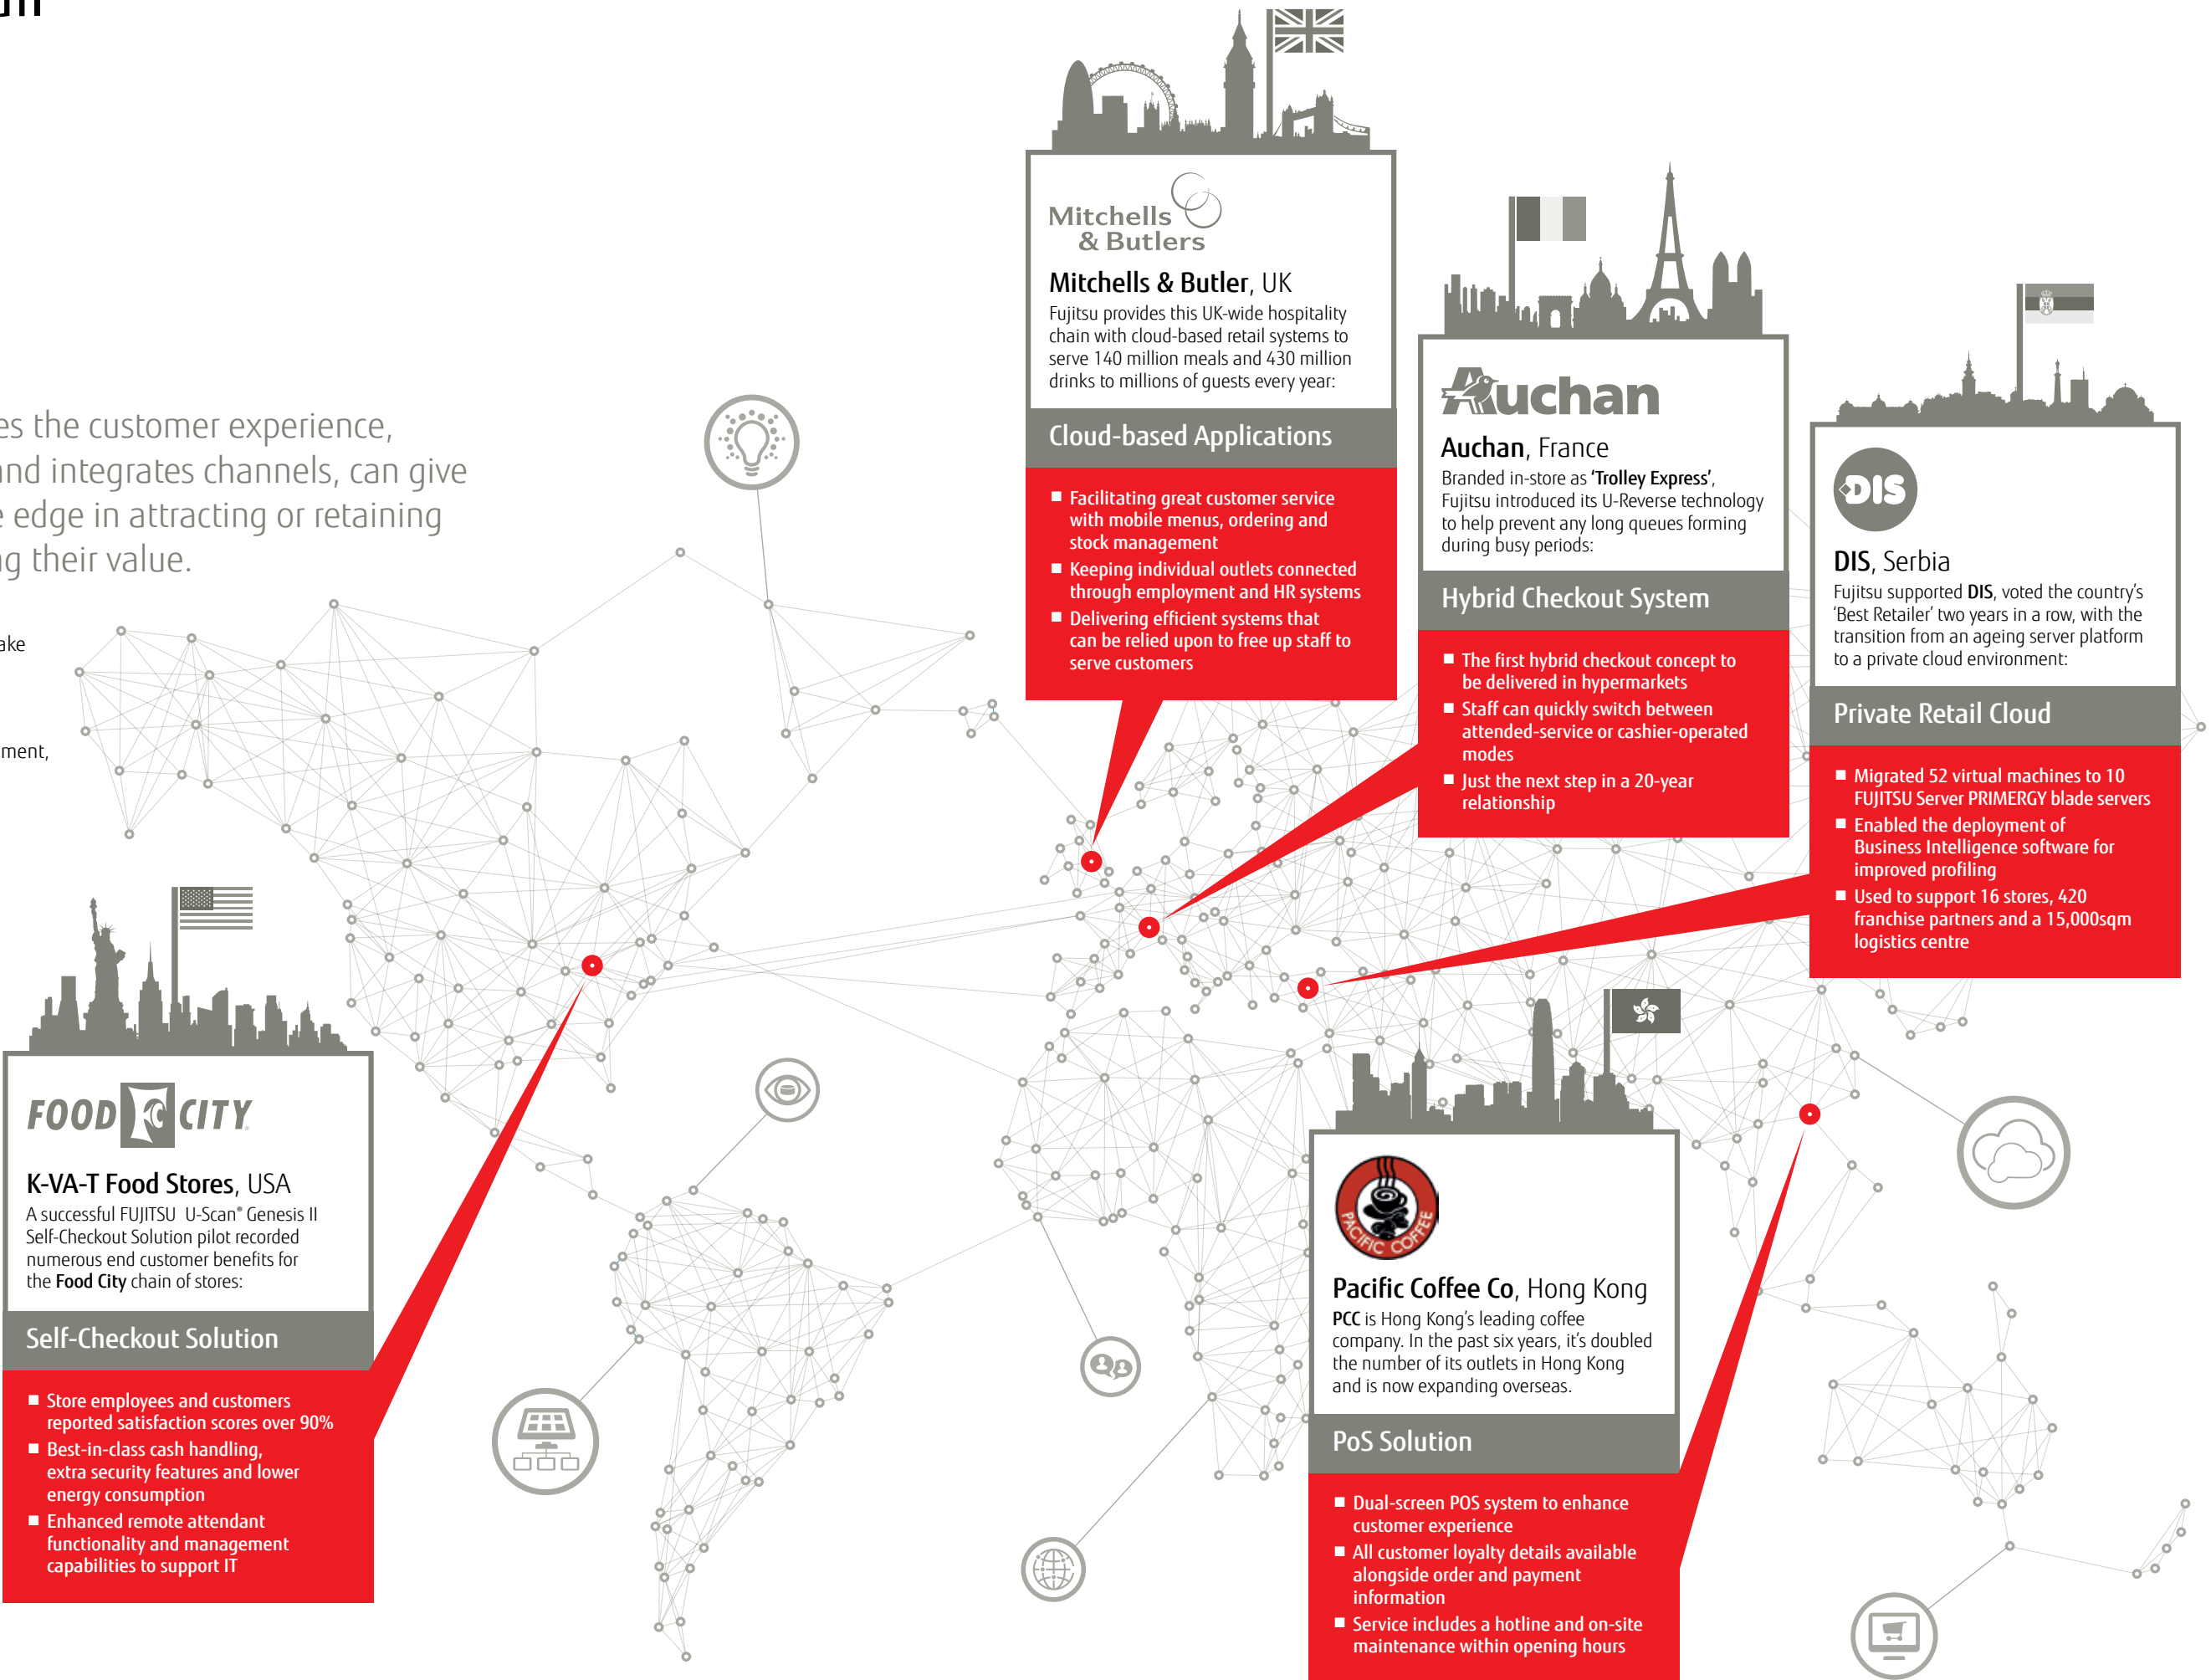 es the customer experience,
and integrates channels, can give
e edge in attracting or retaining
ng their value.
ake
ment,
FOOD CITY
K-VA-T Food Stores, USA
A successful FUJITSU U-Scan® Genesis II
Self-Checkout Solution pilot recorded
numerous end customer benefits for
the Food City chain of stores:
Self-Checkout Solution
■ Store employees and customers
reported satisfaction scores over 90%
■ Best-in-class cash handling,
extra security features and lower
energy consumption
■ Enhanced remote attendant
functionality and management
capabilities to support IT
Mitchells
& Butlers
Mitchells & Butler, UK
Fujitsu provides this UK-wide hospitality
chain with cloud-based retail systems to
serve 140 million meals and 430 million
drinks to millions of guests every year:
Cloud-based Applications
■ Facilitating great customer service
with mobile menus, ordering and
stock management
■ Keeping individual outlets connected
through employment and HR systems
■ Delivering efficient systems that
can be relied upon to free up staff to
serve customers
Auchan
Auchan, France
Branded in-store as ‘Trolley Express’,
Fujitsu introduced its U-Reverse technology
to help prevent any long queues forming
during busy periods:
Hybrid Checkout System
■ The first hybrid checkout concept to
be delivered in hypermarkets
■ Staff can quickly switch between
attended-service or cashier-operated
modes
■ Just the next step in a 20-year
relationship
DIS
DIS, Serbia
Fujitsu supported DIS, voted the country’s
‘Best Retailer’ two years in a row, with the
transition from an ageing server platform
to a private cloud environment:
Private Retail Cloud
■ Migrated 52 virtual machines to 10
FUJITSU Server PRIMERGY blade servers
■ Enabled the deployment of
Business Intelligence software for
improved profiling
■ Used to support 16 stores, 420
franchise partners and a 15,000sqm
logistics centre
PACIFIC COFFEE
Pacific Coffee Co, Hong Kong
PCC is Hong Kong’s leading coffee
company. In the past six years, it’s doubled
the number of its outlets in Hong Kong
and is now expanding overseas.
PoS Solution
■ Dual-screen POS system to enhance
customer experience
■ All customer loyalty details available
alongside order and payment
information
■ Service includes a hotline and on-site
maintenance within opening hours